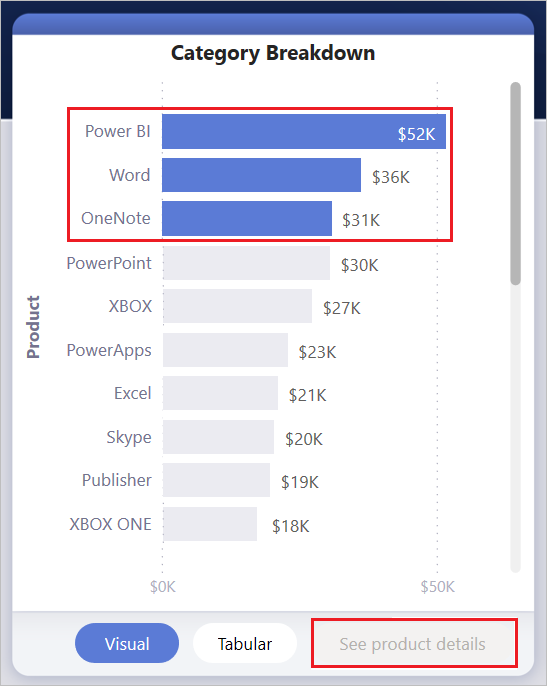 Category Breakdown
Product
Power BI $52K
Word $36K
OneNote $31K
PowerPoint $30K
XBOX $27K
PowerApps $23K
Excel $21K
Skype $20K
Publisher $19K
XBOX ONE $18K
$0K $50K
Visual Tabular See product details